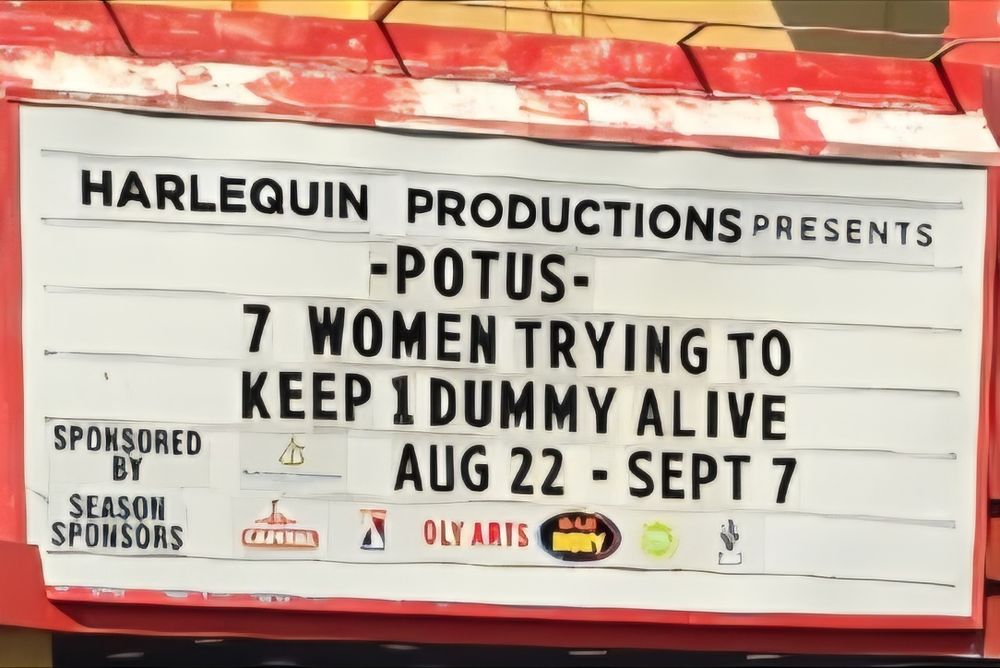 HARLEQUIN PRODUCTIONS PRESENTS
-POTUS-
7 WOMEN TRYING TO
KEEP 1 DUMMY ALIVE
AUG 22 - SEPT 7
SPONSORED
BY
SEASON
SPONSORS
OLY ARTS